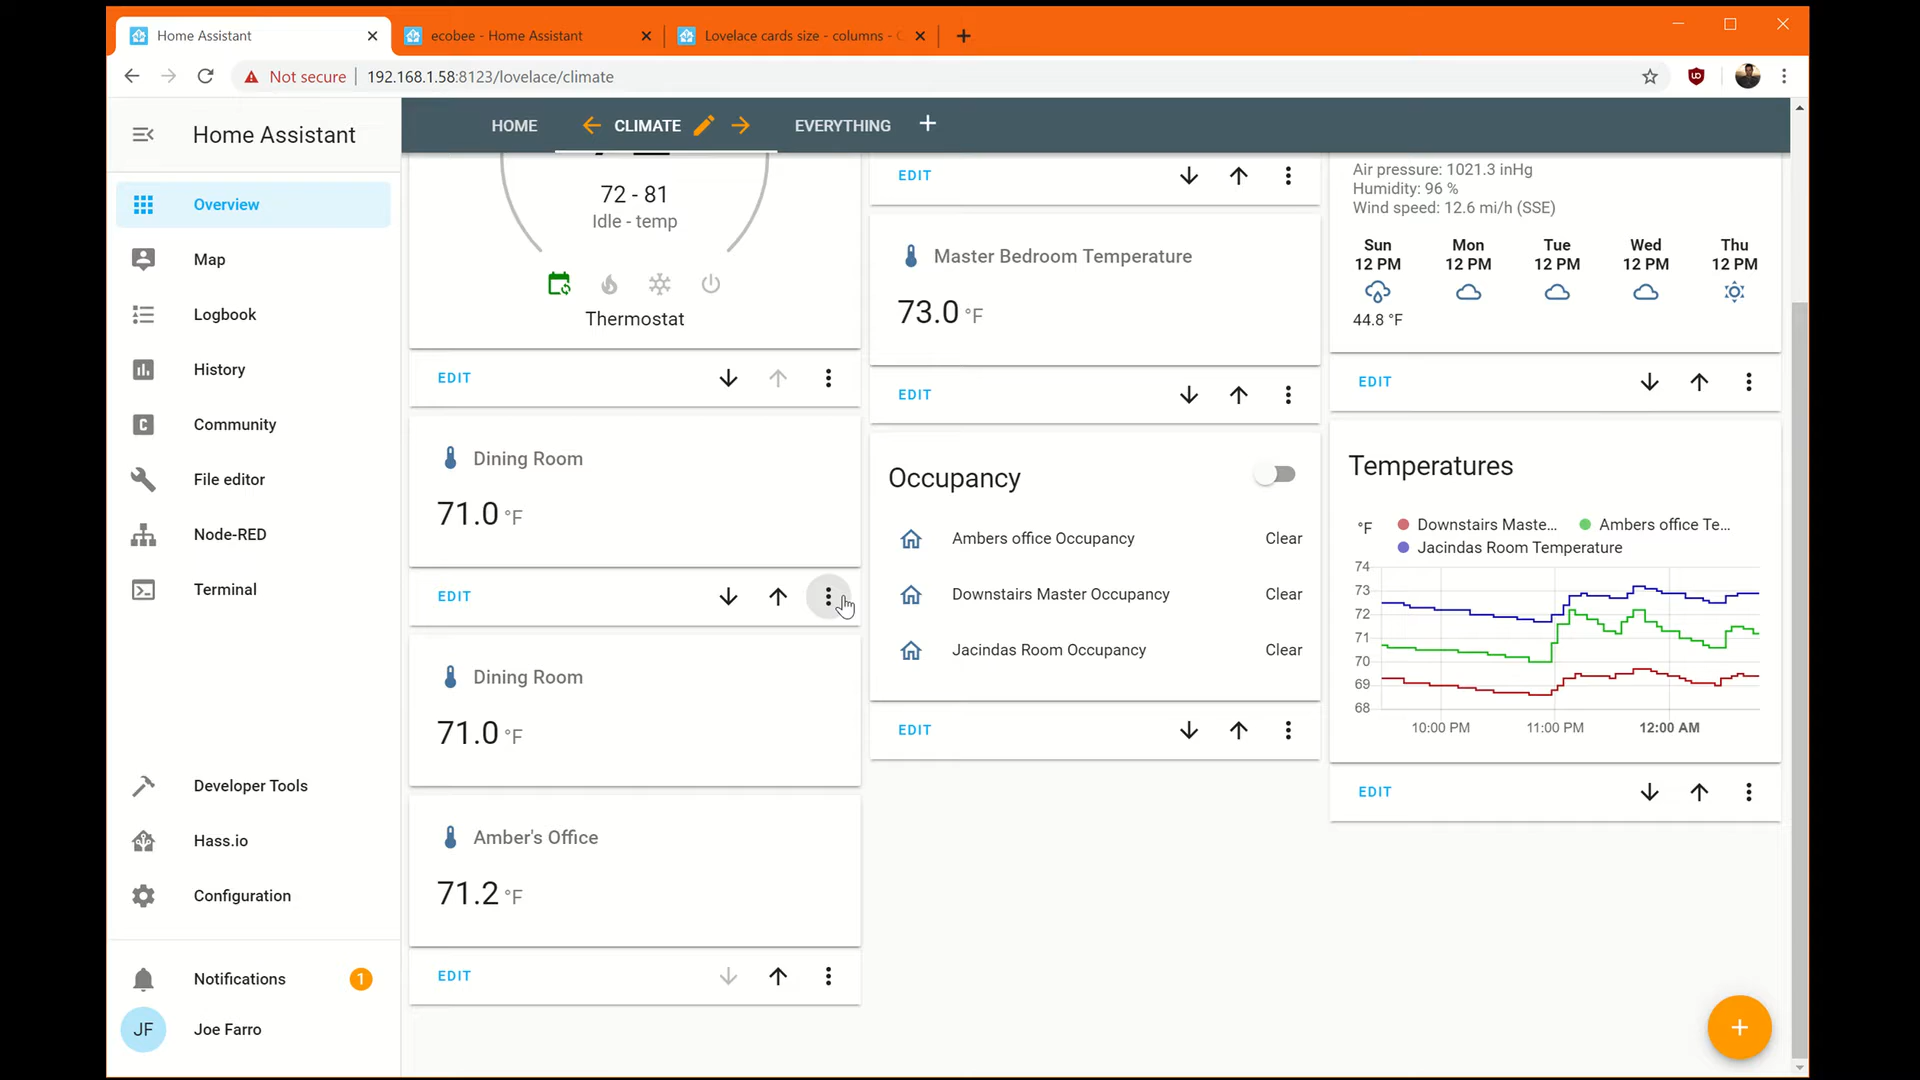 Home Assistant
ecobee - Home Assistant
Lovelace cards size - columns -
Not secure
192.168.1.58:8123/lovelace/climate
Home Assistant
HOME
CLIMATE
EVERYTHING
Overview
Map
Logbook
History
Community
File editor
Node-RED
Terminal
Developer Tools
Hass.io
Configuration
Notifications
1
JF
Joe Farro
72 - 81
Idle - temp
Thermostat
EDIT
Dining Room
71.0 °F
EDIT
Dining Room
71.0 °F
Amber's Office
71.2 °F
EDIT
EDIT
Master Bedroom Temperature
73.0 °F
EDIT
Occupancy
Ambers office Occupancy
Clear
Downstairs Master Occupancy
Clear
Jacindas Room Occupancy
Clear
EDIT
Air pressure: 1021.3 inHg
Humidity: 96 %
Wind speed: 12.6 mi/h (SSE)
Sun Mon Tue Wed Thu
12 PM 12 PM 12 PM 12 PM 12 PM
44.8 °F
EDIT
Temperatures
°F
Downstairs Maste...
Ambers office Te...
Jacindas Room Temperature
74
73
72
71
70
69
68
10:00 PM 11:00 PM 12:00 AM
EDIT